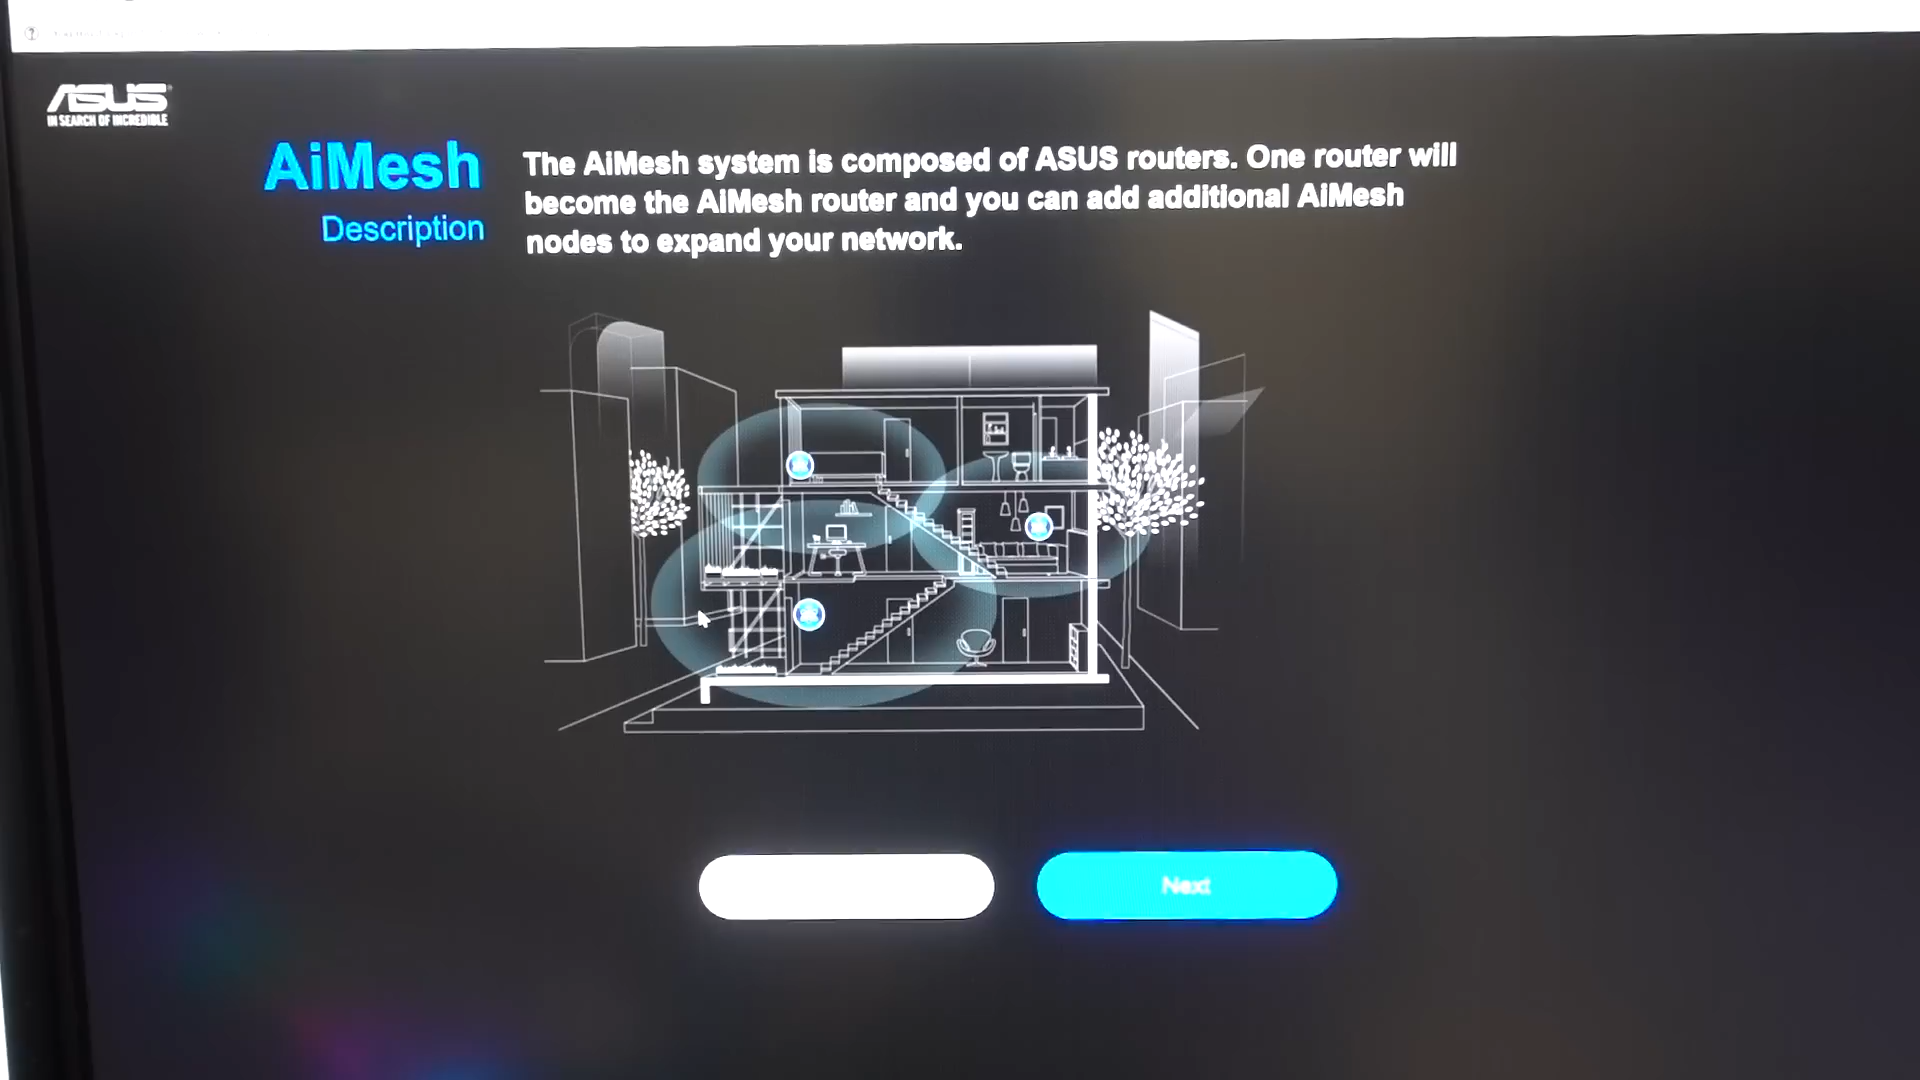 ASUS
IN SEARCH OF INCREDIBLE
AiMesh
Description
The AiMesh system is composed of ASUS routers. One router will
become the AiMesh router and you can add additional AiMesh
nodes to expand your network.
Next